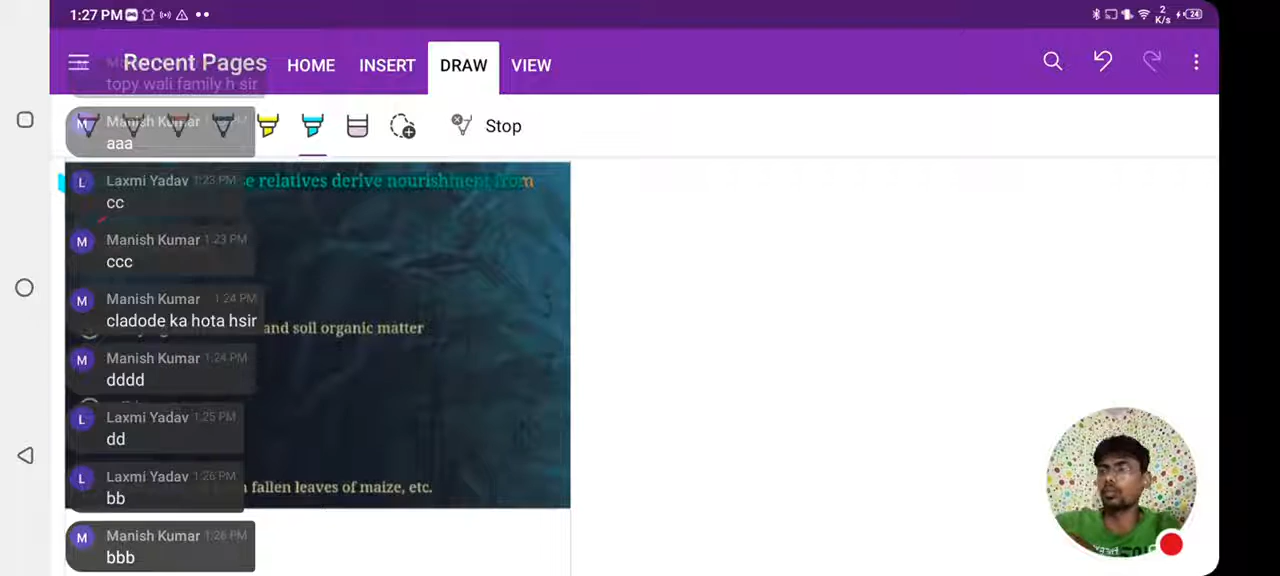 1:27 PM
2
K/s
24
Recent Pages
HOME
INSERT
DRAW
VIEW
topy wali family h sir
Stop
Manish Kumar
aaa
Laxmi Yadav 1:23 PM
cc
e relatives derive nourishment from
Manish Kumar 1:23 PM
ccc
Manish Kumar 1:24 PM
cladode ka hota hsir
and soil organic matter
Manish Kumar 1:24 PM
dddd
Laxmi Yadav 1:25 PM
dd
Laxmi Yadav 1:26 PM
bb
fallen leaves of maize, etc.
Manish Kumar 1:26 PM
bbb